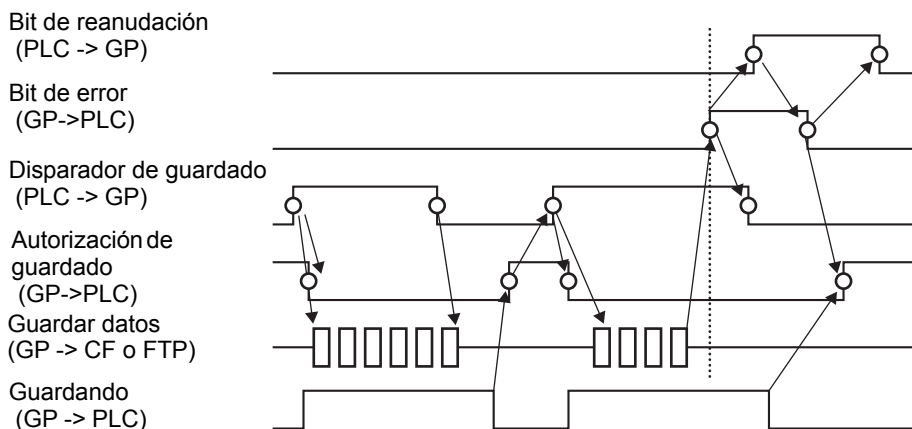 Bit de reanudación
(PLC -> GP)
Bit de error
(GP->PLC)
Disparador de guardado
(PLC -> GP)
Autorización de
guardado
(GP->PLC)
Guardar datos
(GP -> CF o FTP)
Guardando
(GP -> PLC)